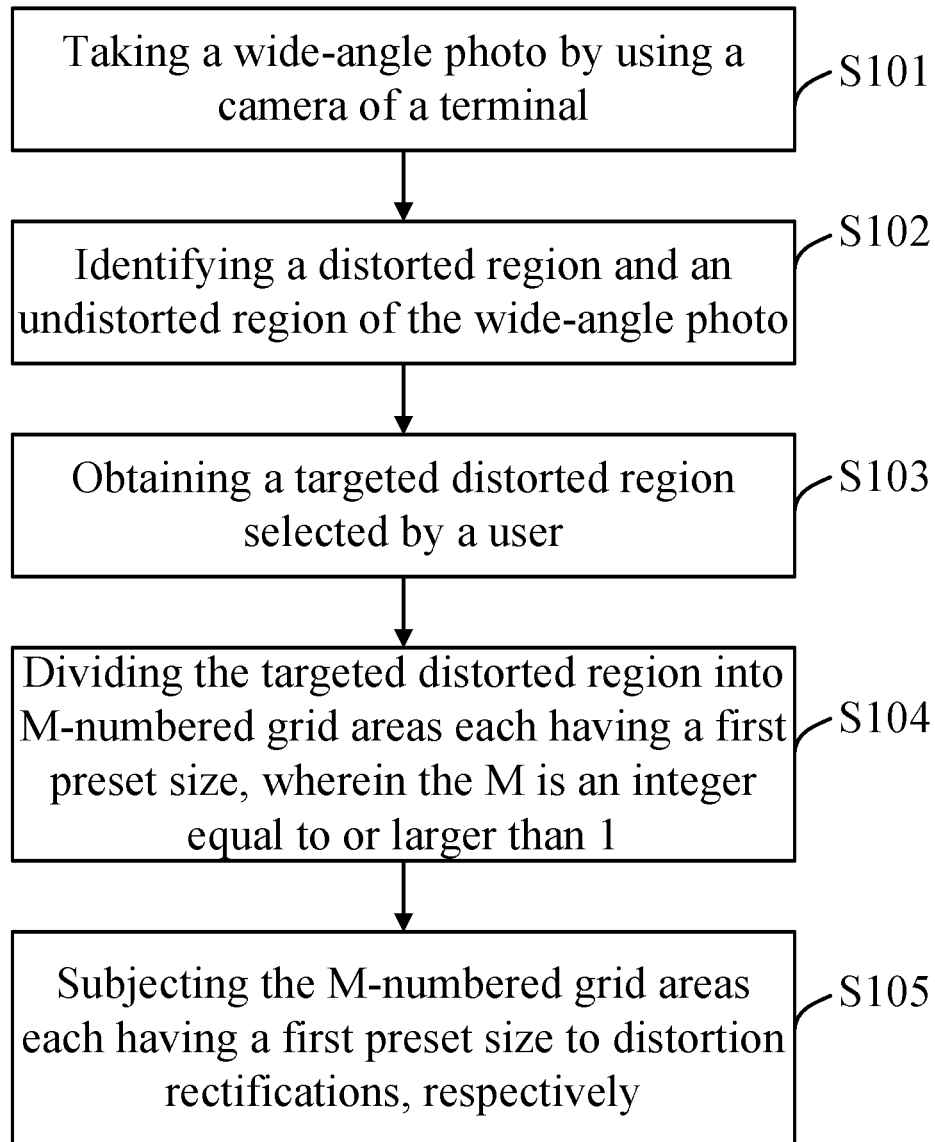 Taking a wide-angle photo by using a
camera of a terminal
S101
Identifying a distorted region and an
undistorted region of the wide-angle photo
S102
Obtaining a targeted distorted region
selected by a user
S103
Dividing the targeted distorted region into
M-numbered grid areas each having a first
preset size, wherein the M is an integer
equal to or larger than 1
S104
Subjecting the M-numbered grid areas
each having a first preset size to distortion
rectifications, respectively
S105